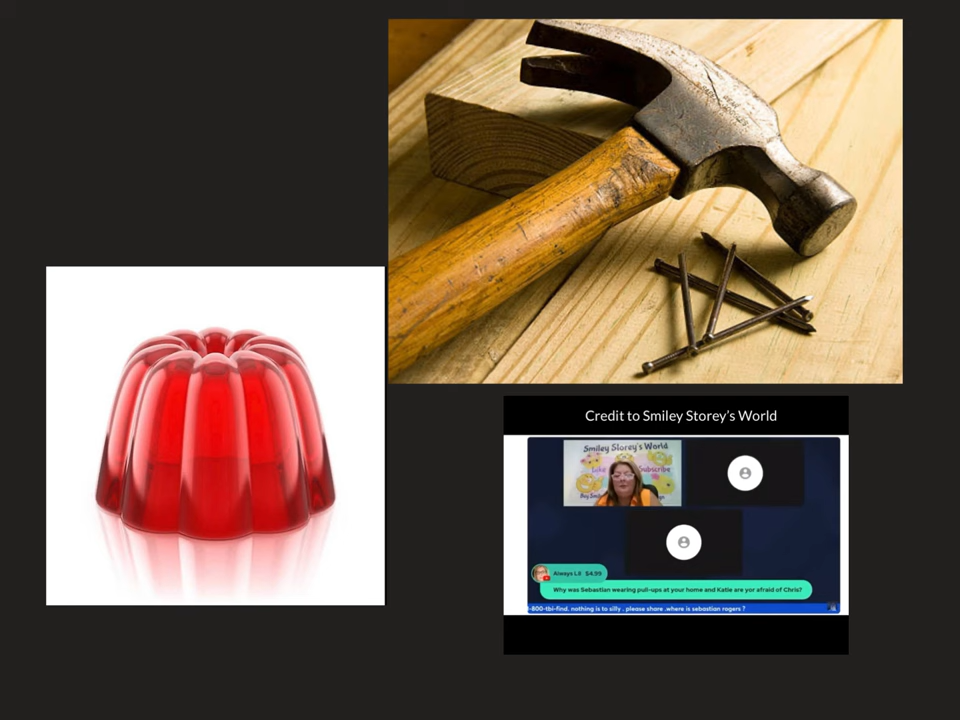 Credit to Smiley Storey's World
Smiley Storey's World
Subscribe
Always Lil $4.99
Why was Sebastian wearing pull-ups at your home and Katie are yor afraid of Chris?
-800-tbi-find. nothing is to silly . please share .where is sebastian rogers ?